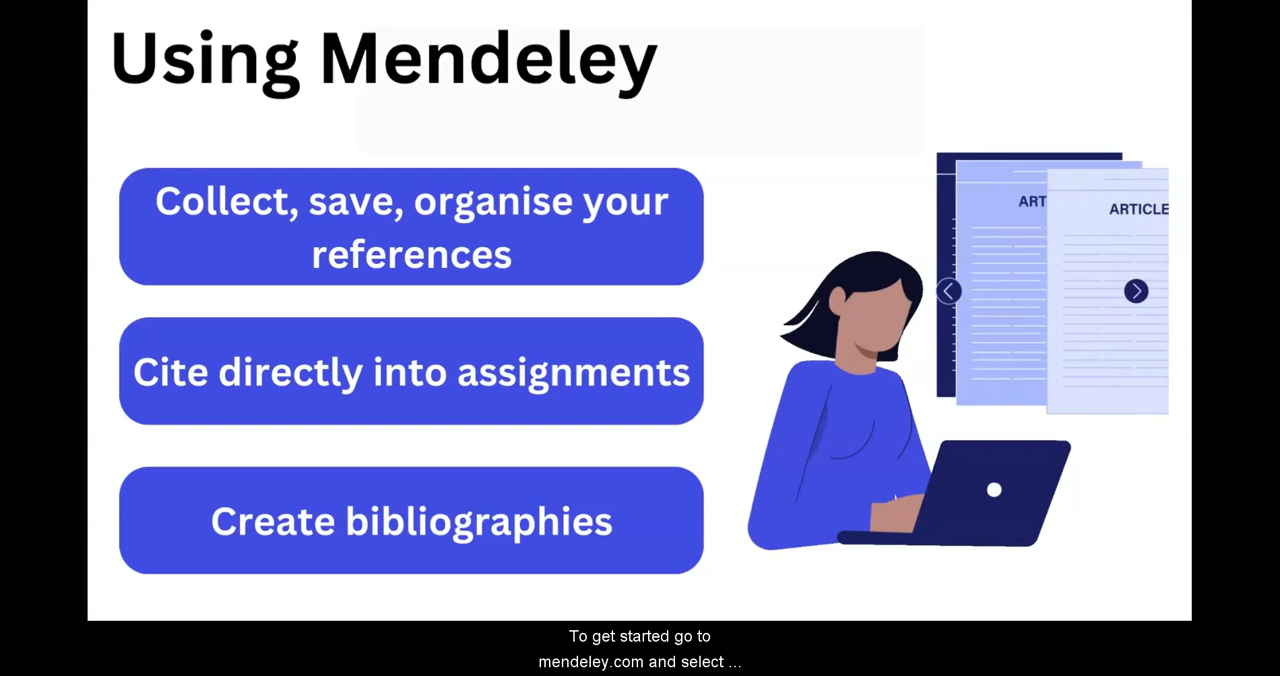 Using Mendeley
Collect, save, organise your
references
Cite directly into assignments
Create bibliographies
ART
ARTICLE
To get started go to
mendeley.com and select ...